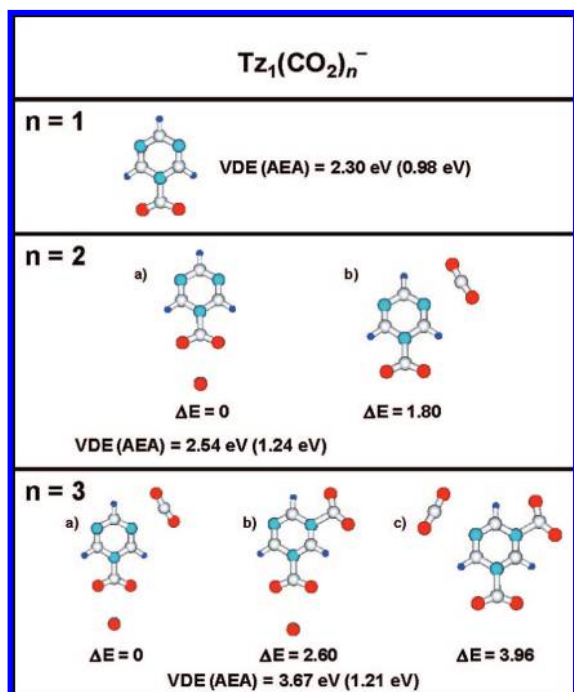 Tz₁(CO₂)ₙ⁻
n = 1
VDE (AEA) = 2.30 eV (0.98 eV)
n = 2
a) b)
ΔE = 0 ΔE = 1.80
VDE (AEA) = 2.54 eV (1.24 eV)
n = 3
a) b) c)
ΔE = 0 ΔE = 2.60 ΔE = 3.96
VDE (AEA) = 3.67 eV (1.21 eV)